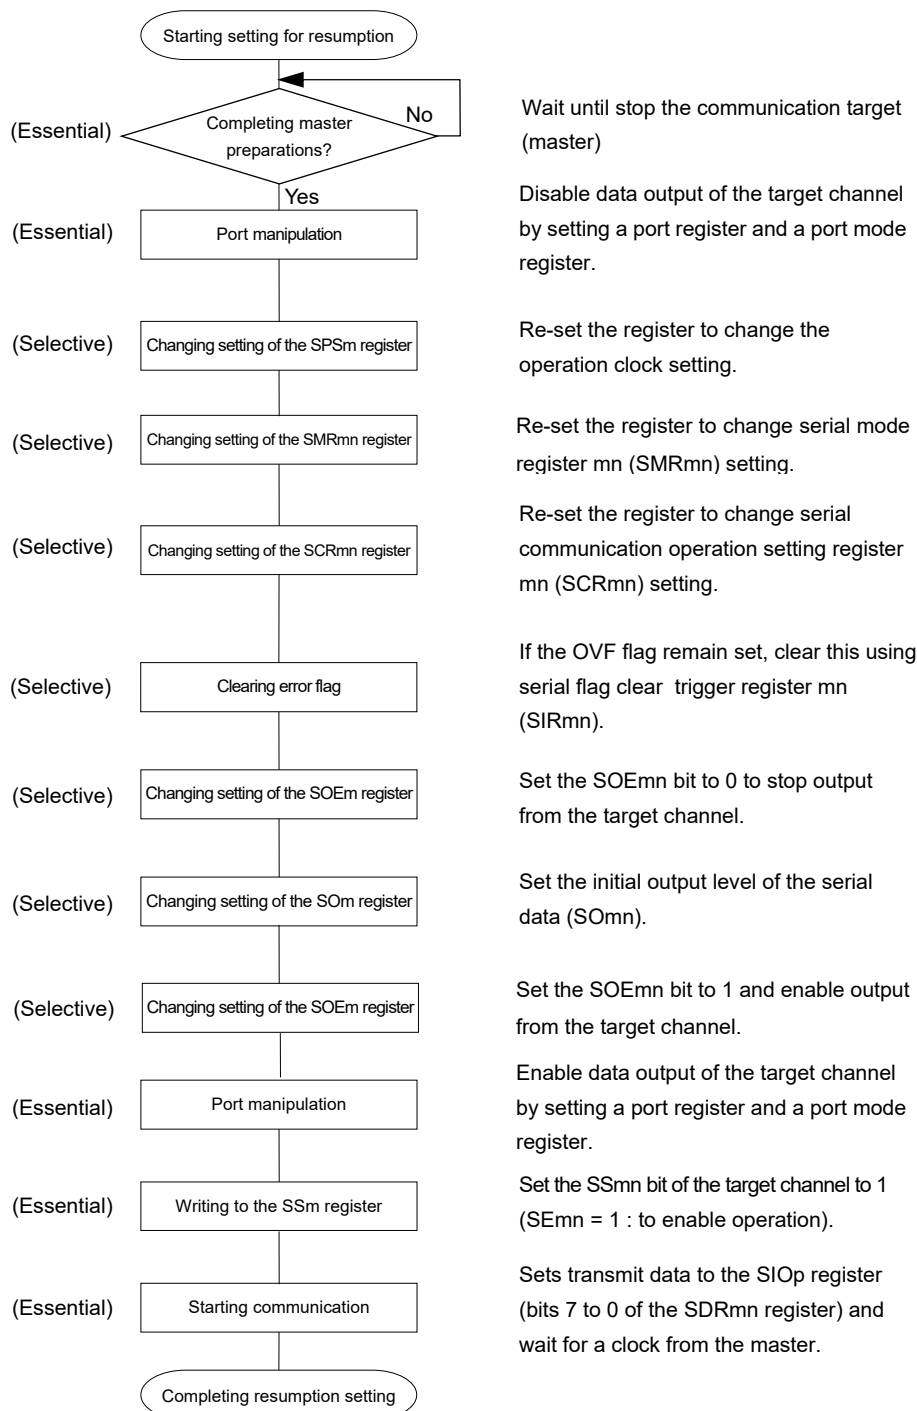 Starting setting for resumption
No
(Essential)
Completing master
preparations?
Wait until stop the communication target
(master)
Yes
(Essential)
Port manipulation
Disable data output of the target channel
by setting a port register and a port mode
register.
(Selective)
Changing setting of the SPSm register
Re-set the register to change the
operation clock setting.
(Selective)
Changing setting of the SMRmn register
Re-set the register to change serial mode
register mn (SMRmn) setting.
(Selective)
Changing setting of the SCRmn register
Re-set the register to change serial
communication operation setting register
mn (SCRmn) setting.
(Selective)
Clearing error flag
If the OVF flag remain set, clear this using
serial flag clear  trigger register mn
(SIRmn).
(Selective)
Changing setting of the SOEm register
Set the SOEmn bit to 0 to stop output
from the target channel.
(Selective)
Changing setting of the SOm register
Set the initial output level of the serial
data (SOmn).
(Selective)
Changing setting of the SOEm register
Set the SOEmn bit to 1 and enable output
from the target channel.
(Essential)
Port manipulation
Enable data output of the target channel
by setting a port register and a port mode
register.
(Essential)
Writing to the SSm register
Set the SSmn bit of the target channel to 1
(SEmn = 1 : to enable operation).
(Essential)
Starting communication
Sets transmit data to the SIOp register
(bits 7 to 0 of the SDRmn register) and
wait for a clock from the master.
Completing resumption setting